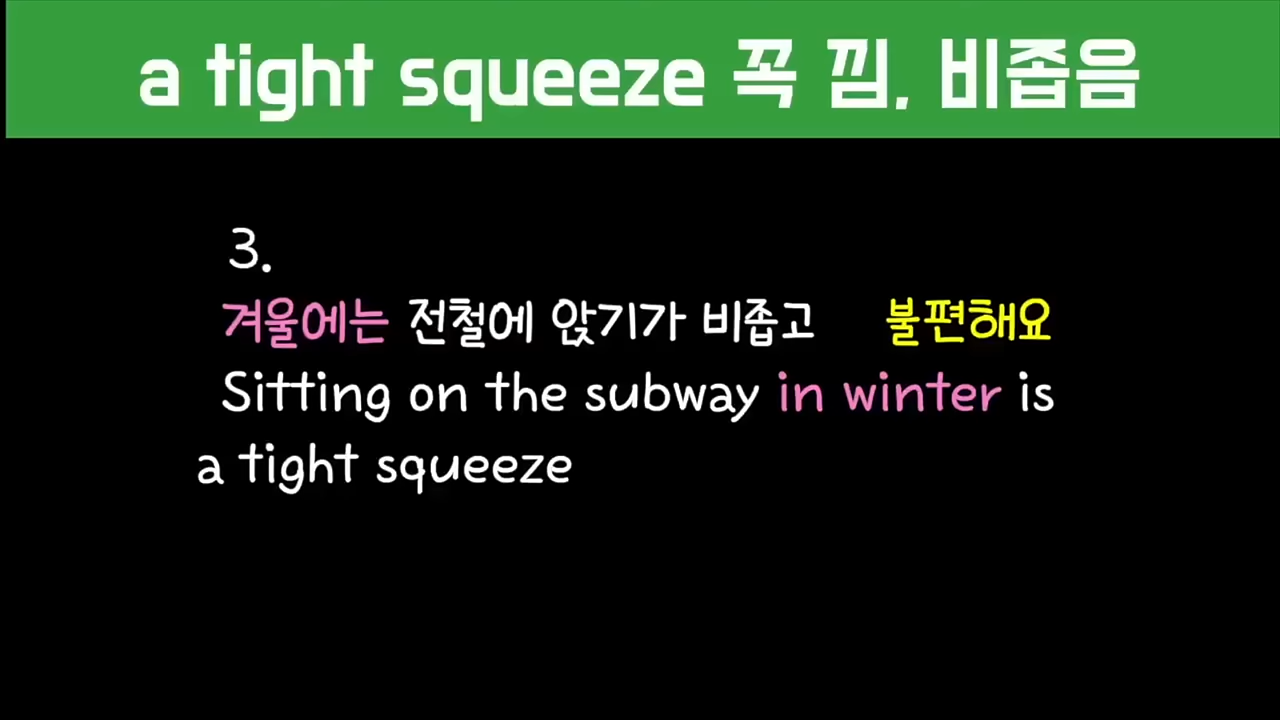 a tight squeeze 꼭 낌, 비좁음
3.
겨울에는 전철에 앉기가 비좁고 불편해요
Sitting on the subway in winter is
a tight squeeze